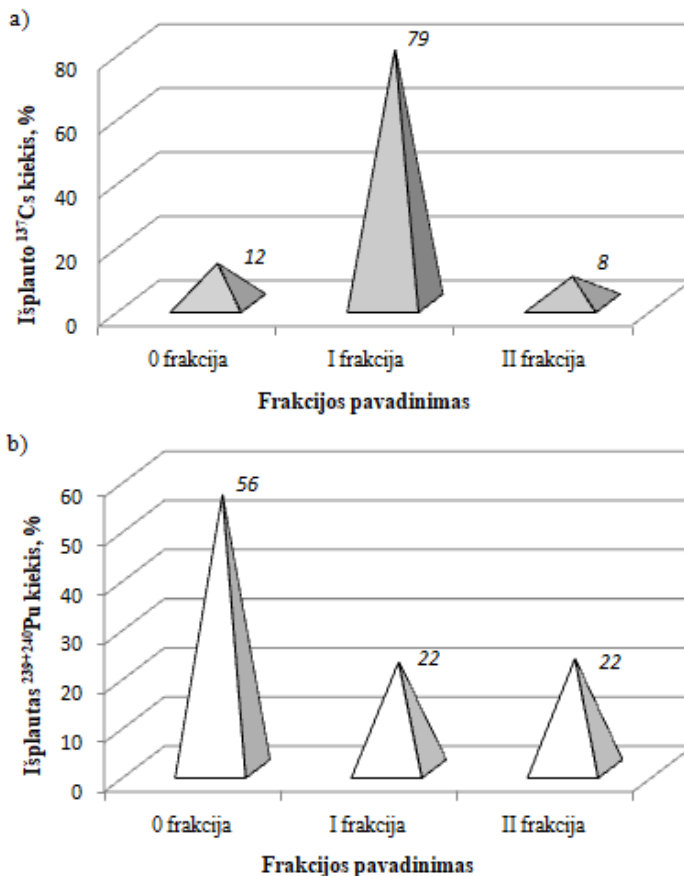 a)
79
80
Išplauto ¹³⁷Cs kiekis, %
60
40
20
12
8
0
0 frakcija I frakcija II frakcija
Frakcijos pavadinimas
b)
60
56
Išplautas ²³⁹⁺²⁴⁰Pu kiekis, %
50
40
30
22 22
20
10
0
0 frakcija I frakcija II frakcija
Frakcijos pavadinimas